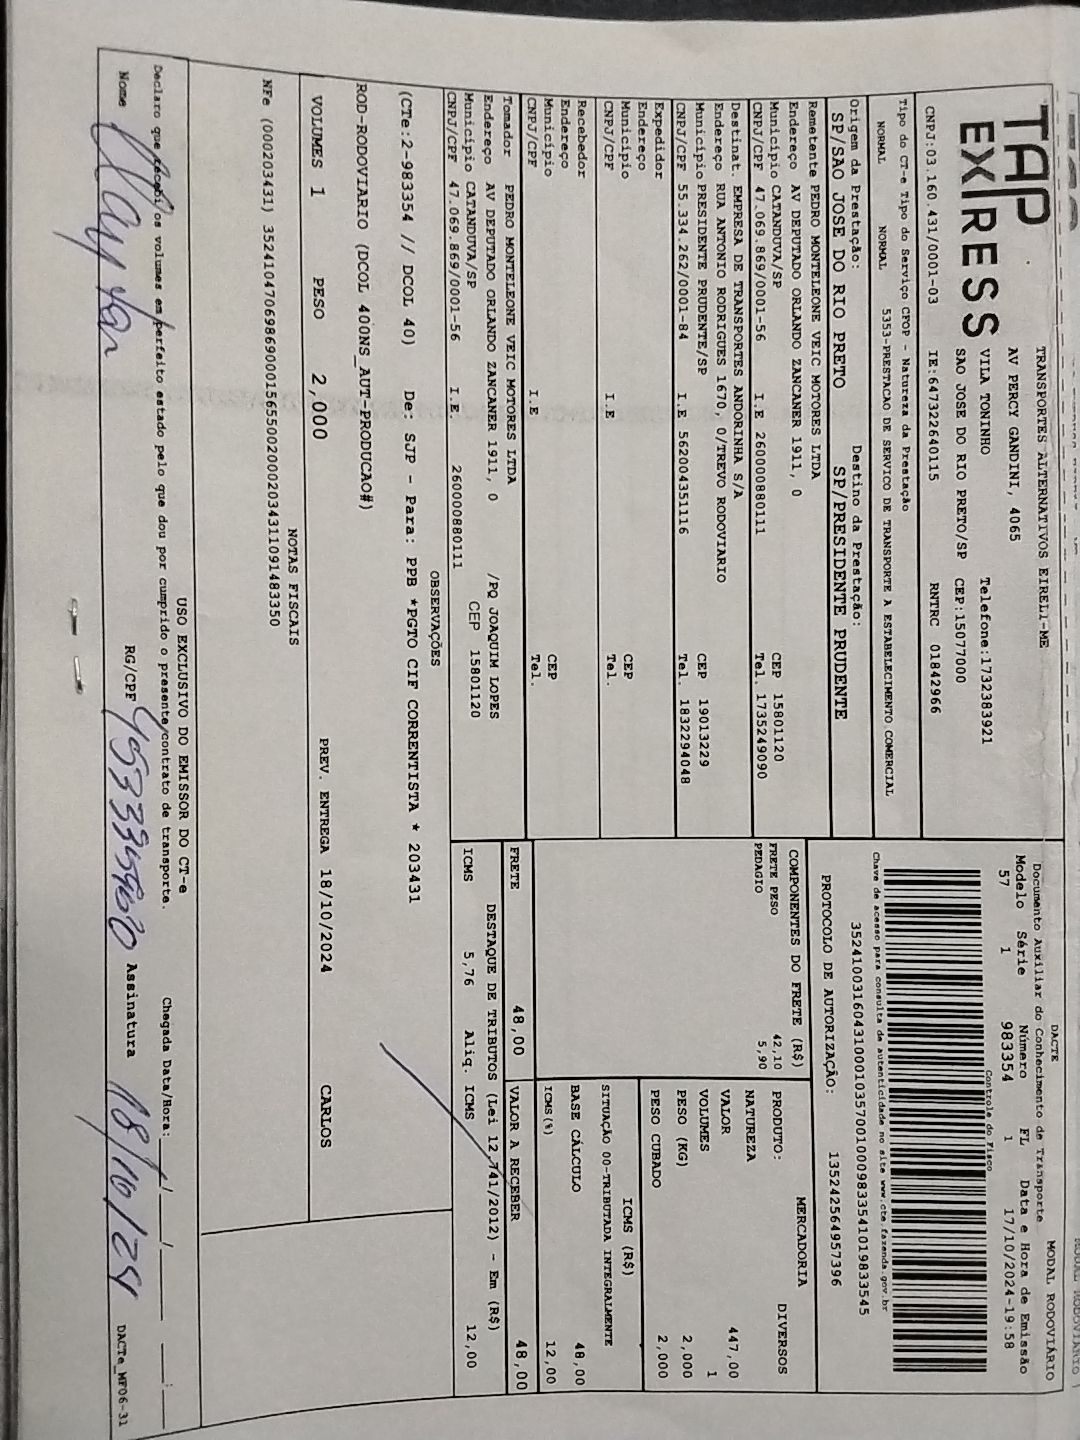 TAP
EXPRESS
TRANSPORTES ALTERNATIVOS EIRELI-ME
AV PERCY GANDINI, 4065
VILA TONINHO Telefone:1732383921
SAO JOSE DO RIO PRETO/SP CEP:15077000
CNPJ:03.160.431/0001-03 IE:647322640115 RNTRC 01842966
Tipo do CT-e Tipo do Serviço CFOP - Natureza da Prestação
NORMAL NORMAL 5353-PRESTACAO DE SERVICO DE TRANSPORTE A ESTABELECIMENTO COMERCIAL
Origem da Prestação: Destino da Prestação:
SP/SAO JOSE DO RIO PRETO SP/PRESIDENTE PRUDENTE
Remetente PEDRO MONTELEONE VEIC MOTORES LTDA
Endereço AV DEPUTADO ORLANDO ZANCANER 1911, 0
Município CATANDUVA/SP CEP 15801120
CNPJ/CPF 47.069.869/0001-56 I.E 260000880111 Tel. 1735249090
Destinat. EMPRESA DE TRANSPORTES ANDORINHA S/A
Endereço RUA ANTONIO RODRIGUES 1670, 0/TREVO RODOVIARIO
Município PRESIDENTE PRUDENTE/SP CEP 19013229
CNPJ/CPF 55.334.262/0001-84 I.E 562004351116 Tel. 1832294048
Expedidor
Endereço
Município CEP
CNPJ/CPF I.E Tel.
Recebedor
Endereço
Município CEP
CNPJ/CPF I.E Tel.
Tomador PEDRO MONTELEONE VEIC MOTORES LTDA
Endereço AV DEPUTADO ORLANDO ZANCANER 1911, 0 /PQ JOAQUIM LOPES
Município CATANDUVA/SP CEP 15801120
CNPJ/CPF 47.069.869/0001-56 I.E. 260000880111
DACTE MODAL RODOVIÁRIO
Documento Auxiliar do Conhecimento de Transporte
Modelo Série Número FL Data e Hora de Emissão
57 1 983354 1 17/10/2024-19:58
Controle do Fisco
Chave de acesso para consulta de autenticidade no site www.cte.fazenda.gov.br
35241003160431000103570010009833541019833545
PROTOCOLO DE AUTORIZAÇÃO: 135242564957396
COMPONENTES DO FRETE (R$)
FRETE PESO 42,10
PEDAGIO 5,90
FRETE 48,00
MERCADORIA
PRODUTO: DIVERSOS
NATUREZA
VALOR 447,00
VOLUMES 1
PESO (KG) 2,000
PESO CUBADO 2,000
ICMS (R$)
SITUAÇÃO 00-TRIBUTADA INTEGRALMENTE
BASE CÁLCULO 48,00
ICMS(%) 12,00
VALOR A RECEBER 48,00
DESTAQUE DE TRIBUTOS (Lei 12.741/2012) - Em (R$)
ICMS 5,76 Aliq. ICMS 12,00
OBSERVAÇÕES
(CTe:2-983354 // DCOL 40) De: SJP - Para: PPB *PGTO CIF CORRENTISTA * 203431
ROD-RODOVIARIO (DCOL 400NS_AUT-PRODUCAO#)
VOLUMES 1 PESO 2,000 PREV. ENTREGA 18/10/2024 CARLOS
NOTAS FISCAIS
NFe (000203431) 35241047069869000156550020002034311091483350
USO EXCLUSIVO DO EMISSOR DO CT-e
Declaro que recebi os volumes em perfeito estado pelo que dou por cumprido o presente contrato de transporte. Chegada Data/Hora: __/__/____ __:__
Nome RG/CPF Assinatura 18/10/24 DACTe_MF06-31